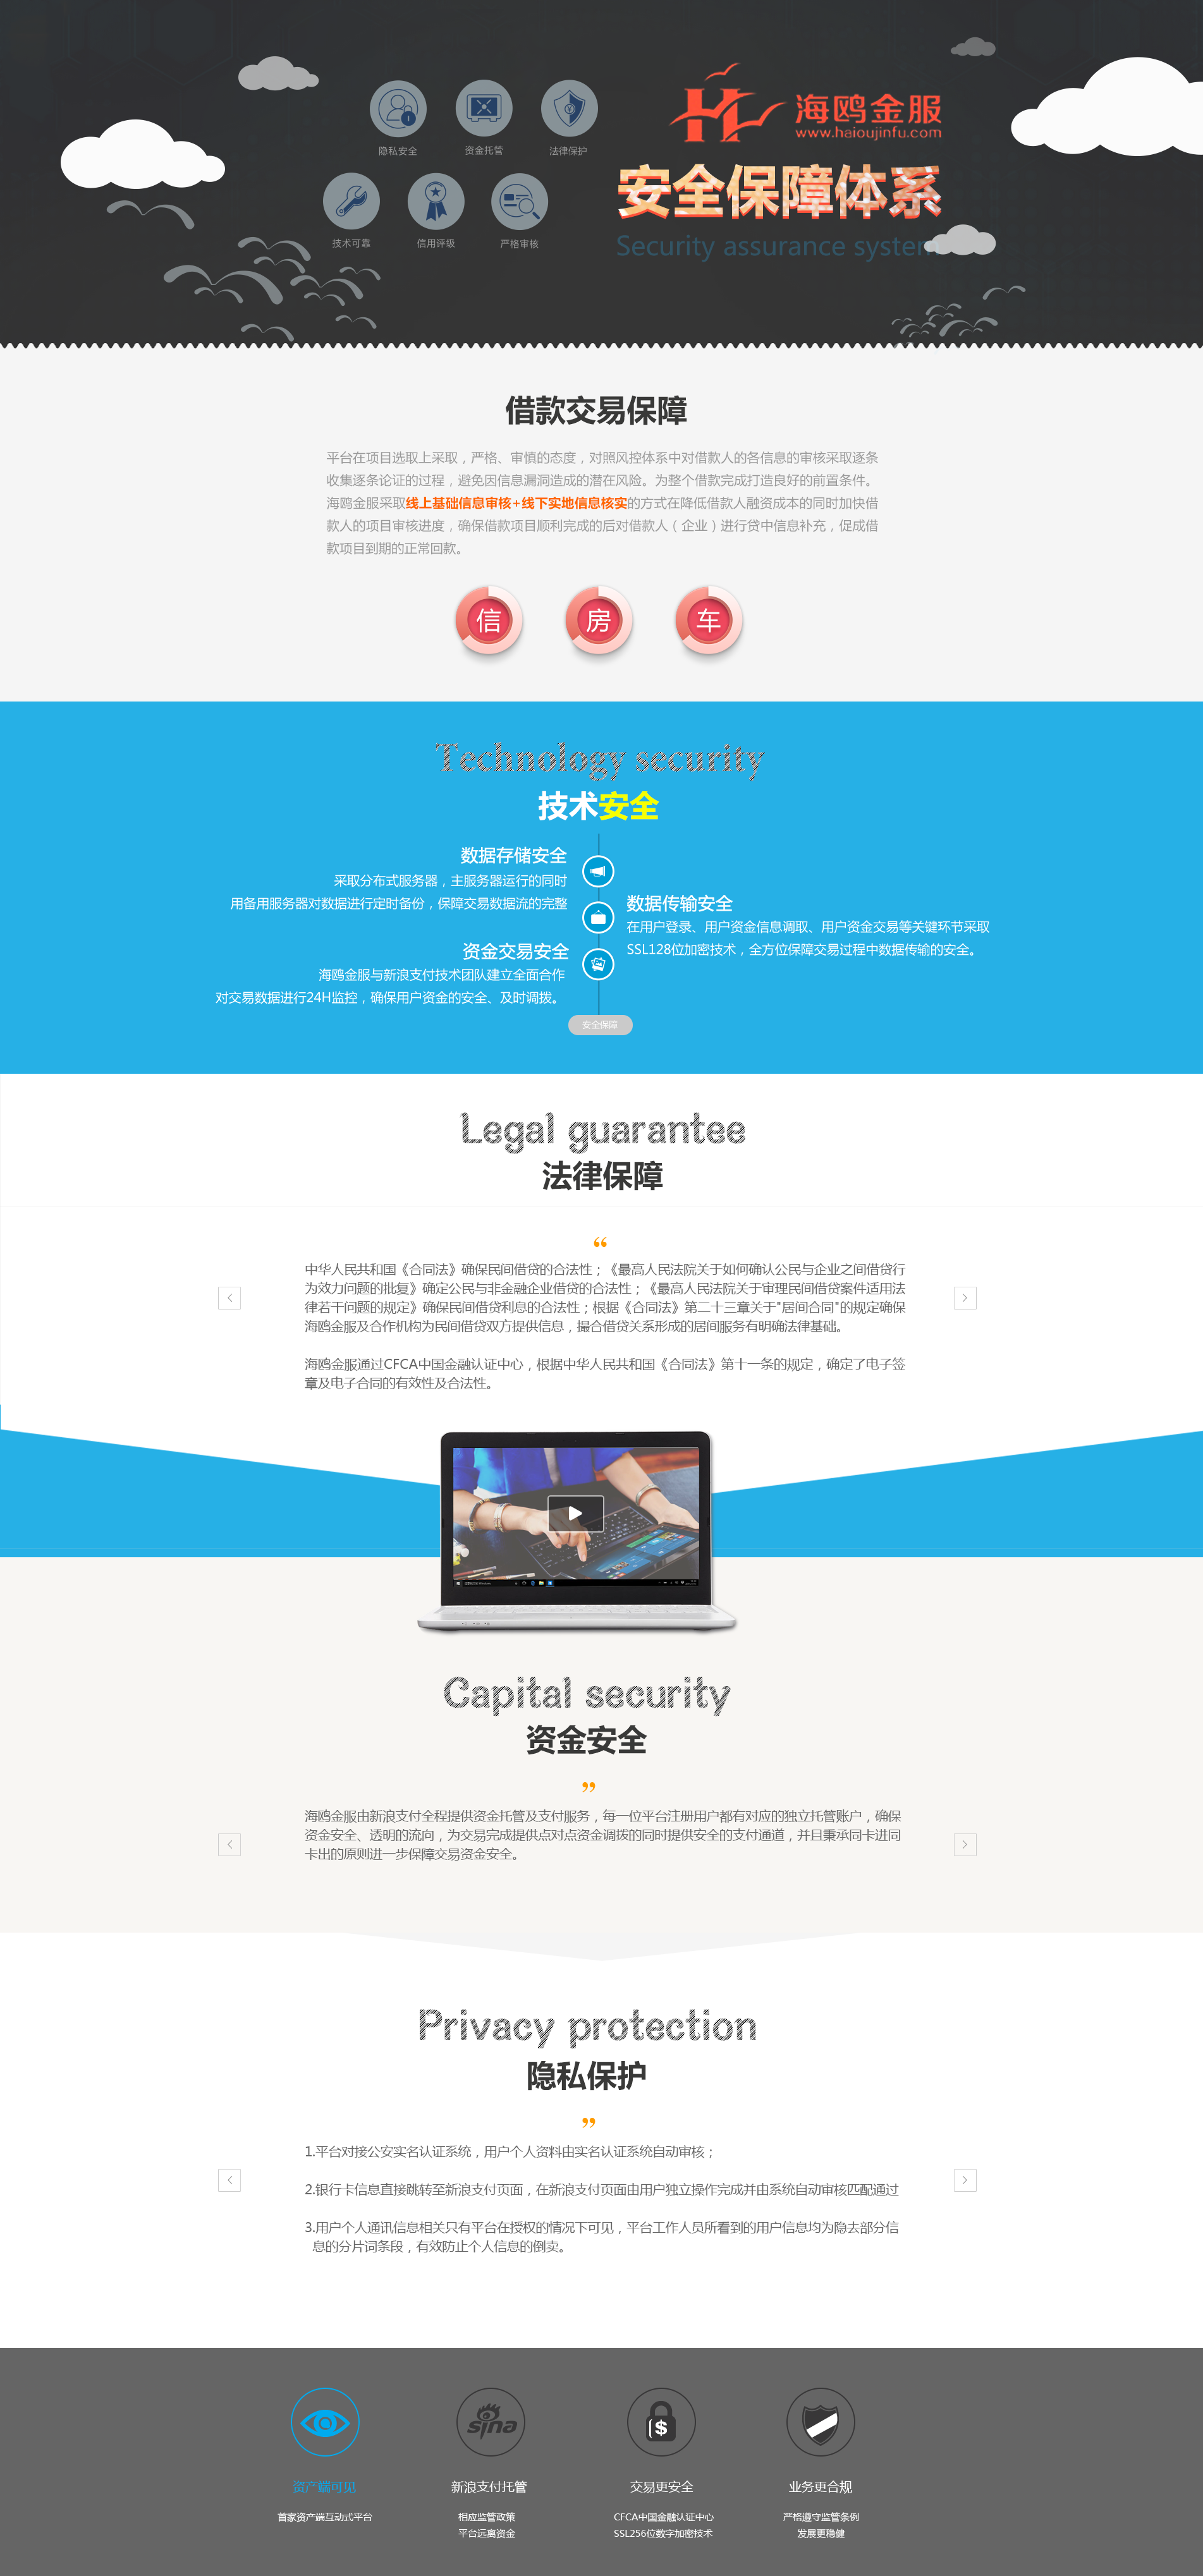 海鸥金服
www.haioujinfu.com
隐私安全
资金托管
法律保护
技术可靠
信用评级
严格审核
安全保障体系
Security assurance system
借款交易保障
平台在项目选取上采取，严格、审慎的态度，对照风控体系中对借款人的各信息的审核采取逐条
收集逐条论证的过程，避免因信息漏洞造成的潜在风险。为整个借款完成打造良好的前置条件。
海鸥金服采取线上基础信息审核+线下实地信息核实的方式在降低借款人融资成本的同时加快借
款人的项目审核进度，确保借款项目顺利完成的后对借款人（企业）进行贷中信息补充，促成借
款项目到期的正常回款。
信
房
车
Technology security
技术安全
数据存储安全
采取分布式服务器，主服务器运行的同时
用备用服务器对数据进行定时备份，保障交易数据流的完整
数据传输安全
在用户登录、用户资金信息调取、用户资金交易等关键环节采取
SSL128位加密技术，全方位保障交易过程中数据传输的安全。
资金交易安全
海鸥金服与新浪支付技术团队建立全面合作
对交易数据进行24H监控，确保用户资金的安全、及时调拨。
安全保障
Legal guarantee
法律保障
“
中华人民共和国《合同法》确保民间借贷的合法性；《最高人民法院关于如何确认公民与企业之间借贷行
为效力问题的批复》确定公民与非金融企业借贷的合法性；《最高人民法院关于审理民间借贷案件适用法
律若干问题的规定》确保民间借贷利息的合法性；根据《合同法》第二十三章关于"居间合同"的规定确保
海鸥金服及合作机构为民间借贷双方提供信息，撮合借贷关系形成的居间服务有明确法律基础。
海鸥金服通过CFCA中国金融认证中心，根据中华人民共和国《合同法》第十一条的规定，确定了电子签
章及电子合同的有效性及合法性。
Capital security
资金安全
”
海鸥金服由新浪支付全程提供资金托管及支付服务，每一位平台注册用户都有对应的独立托管账户，确保
资金安全、透明的流向，为交易完成提供点对点资金调拨的同时提供安全的支付通道，并且秉承同卡进同
卡出的原则进一步保障交易资金安全。
Privacy protection
隐私保护
”
1.平台对接公安实名认证系统，用户个人资料由实名认证系统自动审核；
2.银行卡信息直接跳转至新浪支付页面，在新浪支付页面由用户独立操作完成并由系统自动审核匹配通过
3.用户个人通讯信息相关只有平台在授权的情况下可见，平台工作人员所看到的用户信息均为隐去部分信
息的分片词条段，有效防止个人信息的倒卖。
sina
$
资产端可见
首家资产端互动式平台
新浪支付托管
相应监管政策
平台远离资金
交易更安全
CFCA中国金融认证中心
SSL256位数字加密技术
业务更合规
严格遵守监管条例
发展更稳健